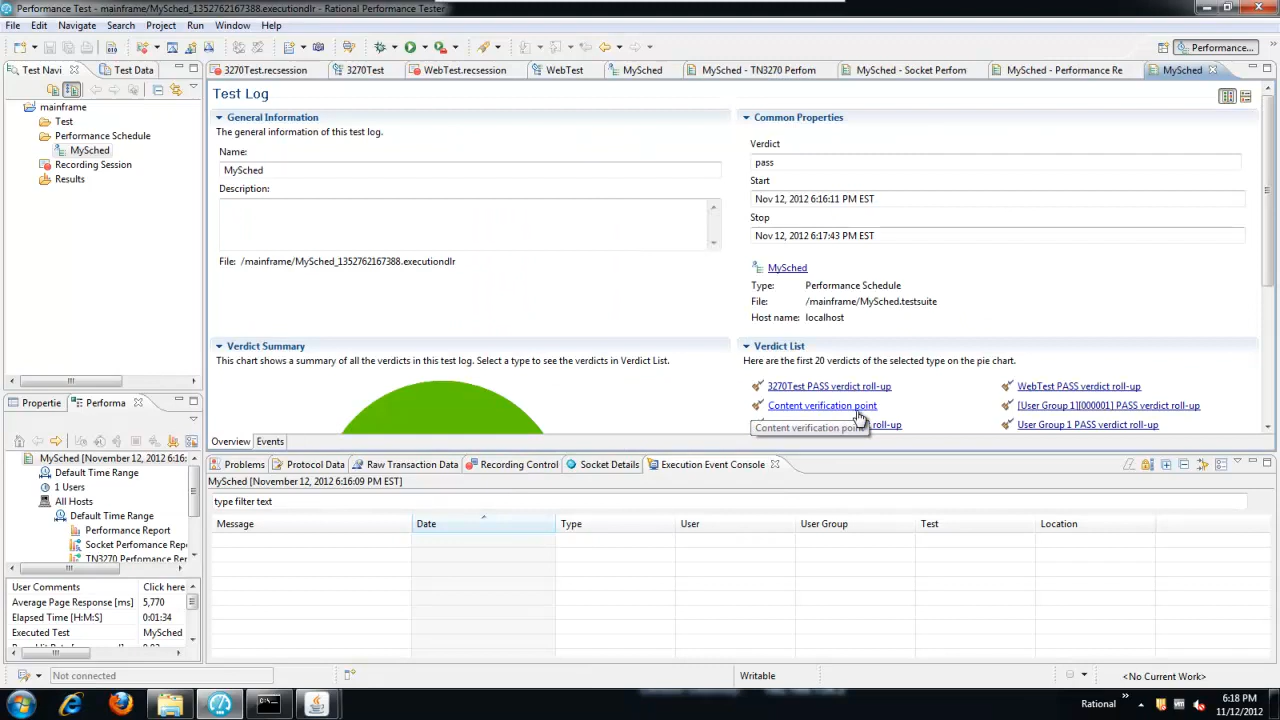 Performance Test - mainframe/MySched_1352762167388.executiondlr - Rational Performance Tester
File Edit Navigate Search Project Run Window Help
Performance...
Test Navi
Test Data
3270Test.recsession
3270Test
WebTest.recsession
WebTest
MySched
MySched - TN3270 Perfom
MySched - Socket Perfom
MySched - Performance Re
MySched
mainframe
Test
Performance Schedule
MySched
Recording Session
Results
Test Log
General Information
The general information of this test log.
Name:
MySched
Description:
File: /mainframe/MySched_1352762167388.executiondlr
Common Properties
Verdict
pass
Start
Nov 12, 2012 6:16:11 PM EST
Stop
Nov 12, 2012 6:17:43 PM EST
MySched
Type: Performance Schedule
File: /mainframe/MySched.testsuite
Host name: localhost
Verdict Summary
This chart shows a summary of all the verdicts in this test log. Select a type to see the verdicts in Verdict List.
Verdict List
Here are the first 20 verdicts of the selected type on the pie chart.
3270Test PASS verdict roll-up
WebTest PASS verdict roll-up
Content verification point
[User Group 1][000001] PASS verdict roll-up
Content verification poin
roll-up
User Group 1 PASS verdict roll-up
Overview Events
Propertie
Performa
MySched [November 12, 2012 6:16:
Default Time Range
1 Users
All Hosts
Default Time Range
Performance Report
Socket Perfomance Repo
TN3270 Perfomance Re
User Comments Click here
Average Page Response [ms] 5,770
Elapsed Time [H:M:S] 0:01:34
Executed Test MySched
Problems
Protocol Data
Raw Transaction Data
Recording Control
Socket Details
Execution Event Console
MySched [November 12, 2012 6:16:09 PM EST]
type filter text
Message Date Type User User Group Test Location
Not connected
Writable
<No Current Work>
Rational
6:18 PM
11/12/2012